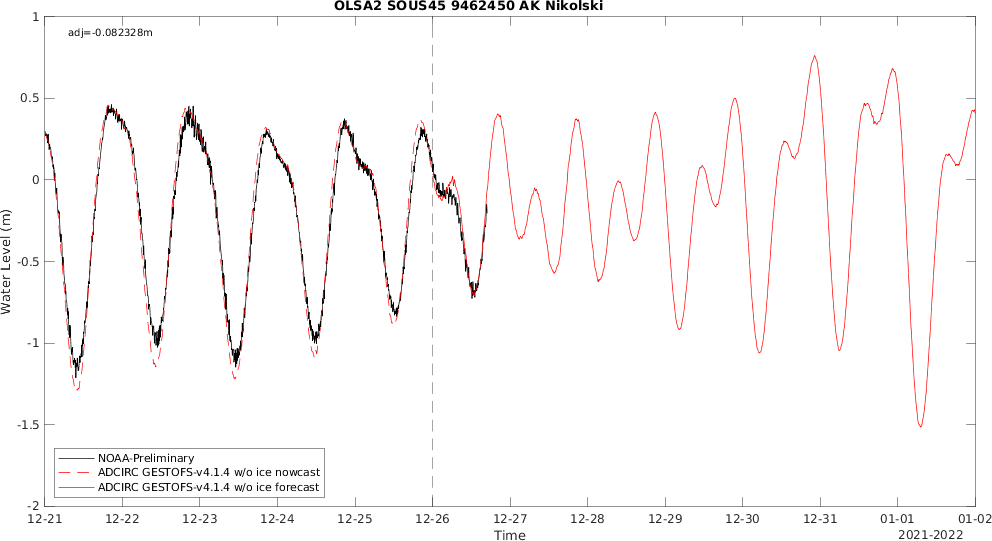 OLSA2 SOUS45 9462450 AK Nikolski
adj=-0.082328m
1
0.5
0
-0.5
-1
-1.5
-2
Water Level (m)
NOAA-Preliminary
ADCIRC GESTOFS-v4.1.4 w/o ice nowcast
ADCIRC GESTOFS-v4.1.4 w/o ice forecast
12-21 12-22 12-23 12-24 12-25 12-26 12-27 12-28 12-29 12-30 12-31 01-01 01-02
Time
2021-2022